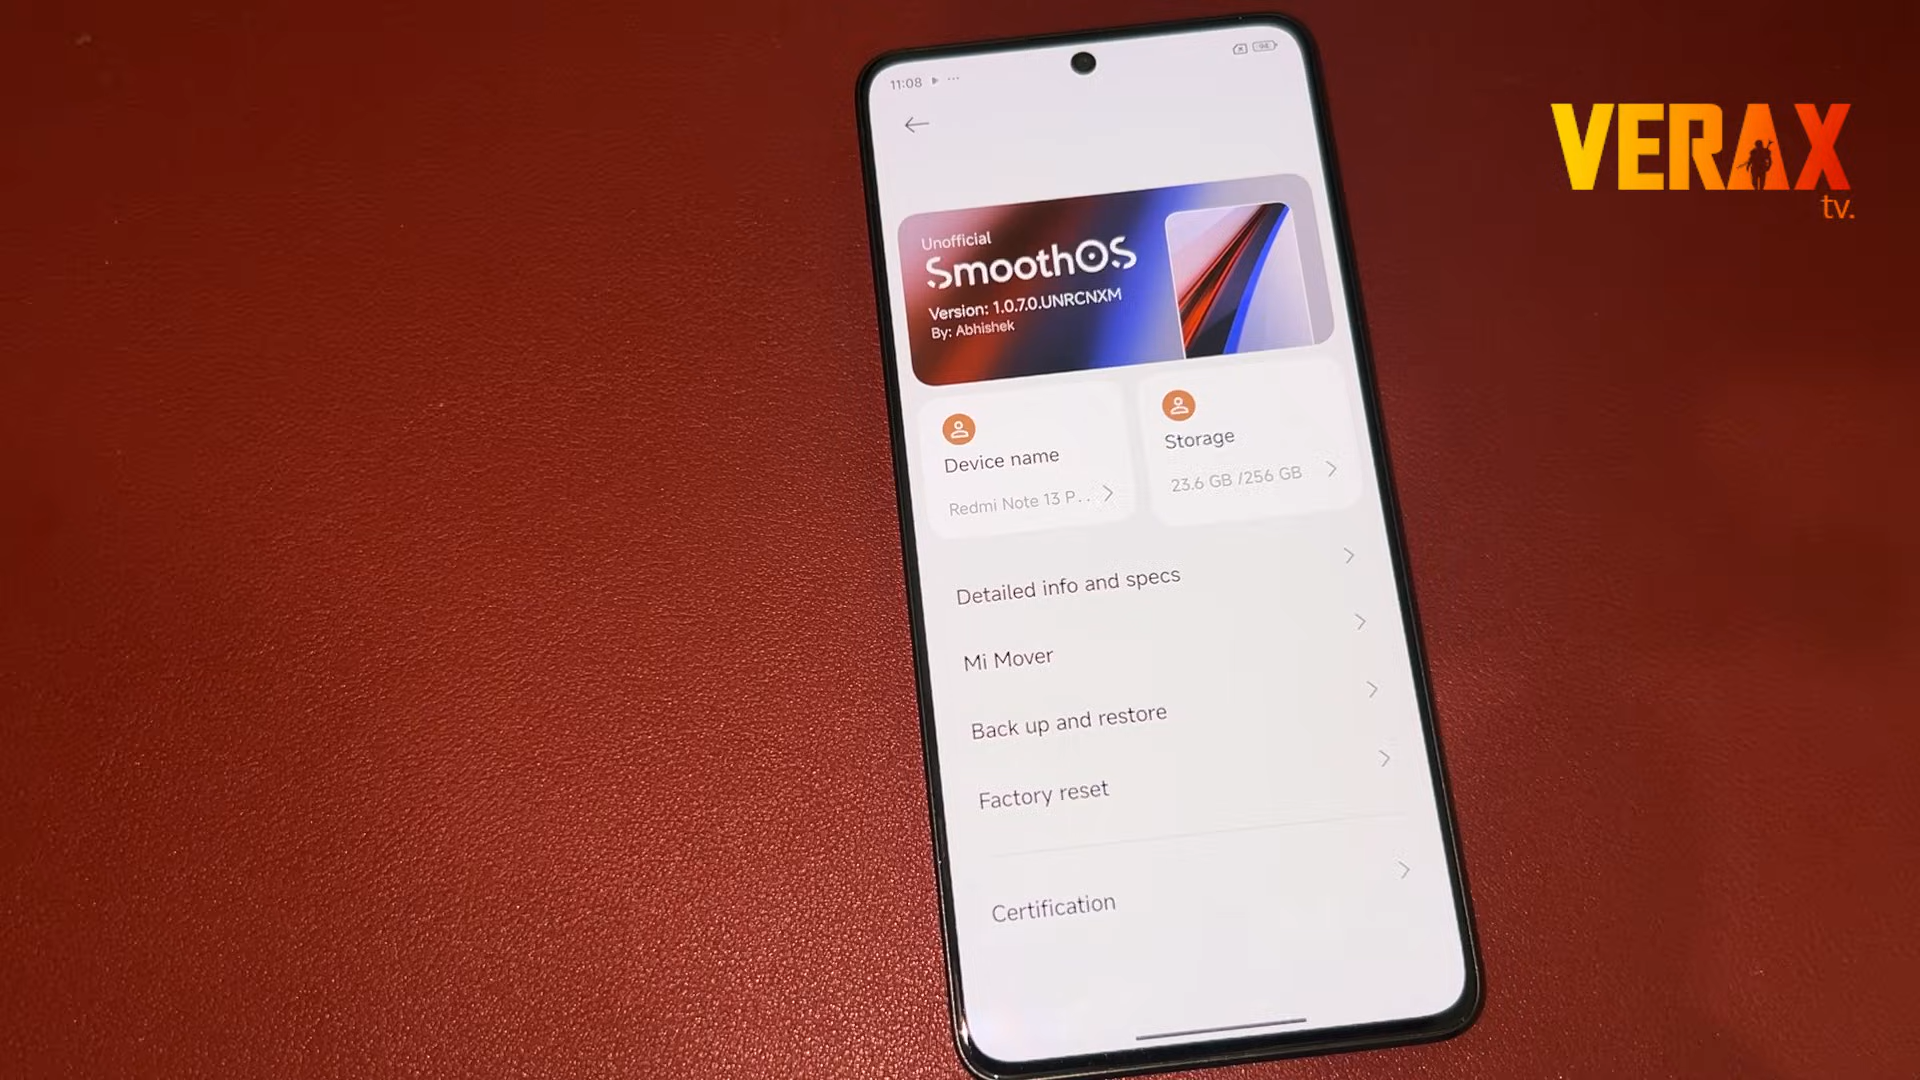 11:08
VERAX
tv.
Unofficial
SmoothOS
Version: 1.0.7.0.UNRCNXM
By: Abhishek
Device name
Redmi Note 13 P...
Storage
23.6 GB /256 GB
Detailed info and specs
Mi Mover
Back up and restore
Factory reset
Certification